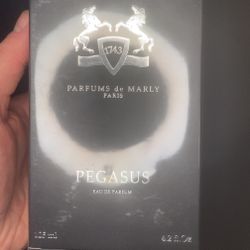 1743
PARFUMS de MARLY
PARIS
PEGASUS
EAU DE PARFUM
125 ml 4.2 fl.Oz